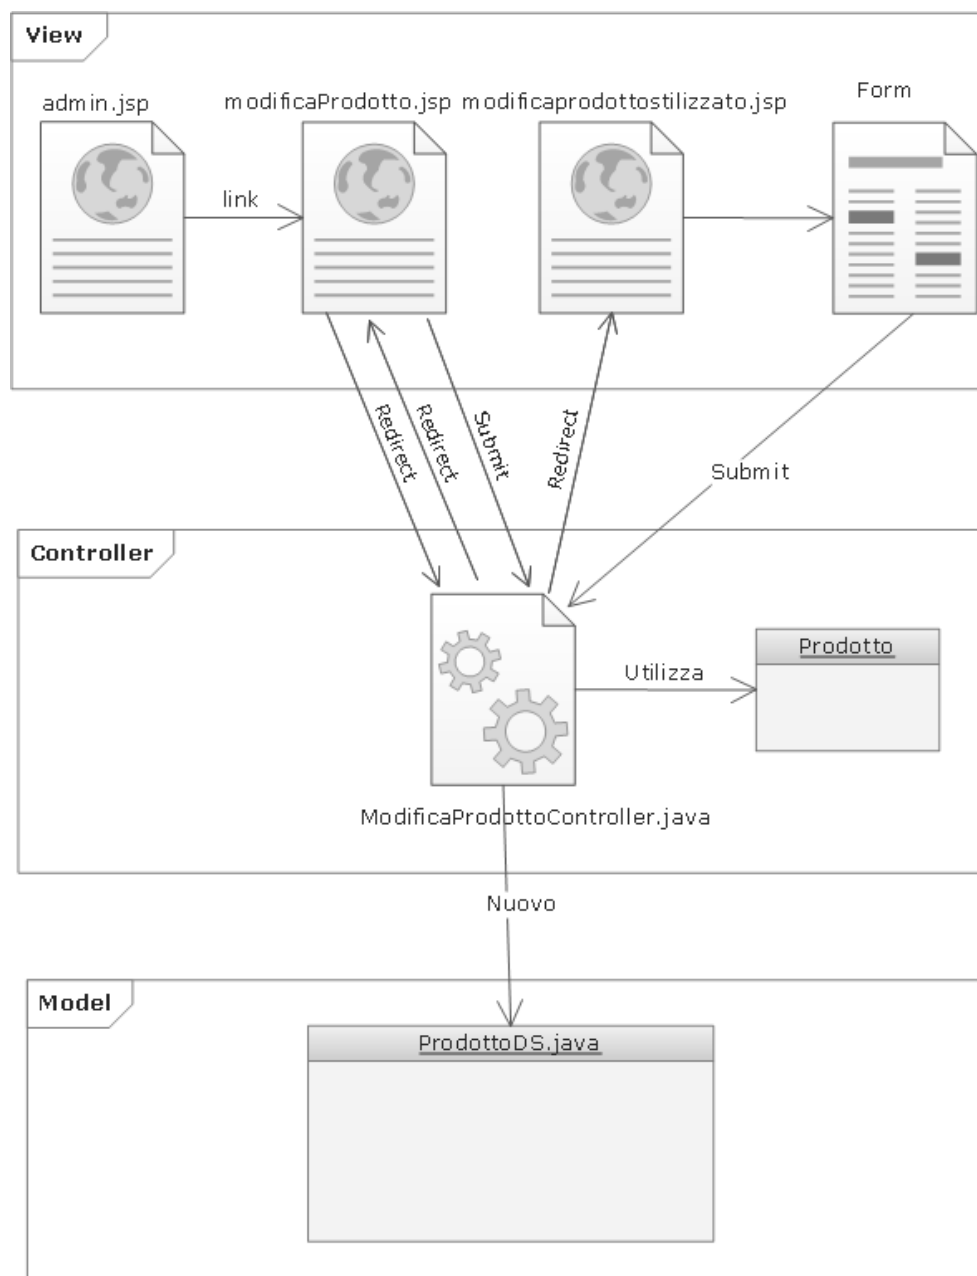 View
admin.jsp
modificaProdotto.jsp
modificaprodottostilizzato.jsp
Form
link
Redirect
Redirect
Submit
Redirect
Submit
Controller
Utilizza
Prodotto
ModificaProdottoController.java
Nuovo
Model
ProdottoDS.java